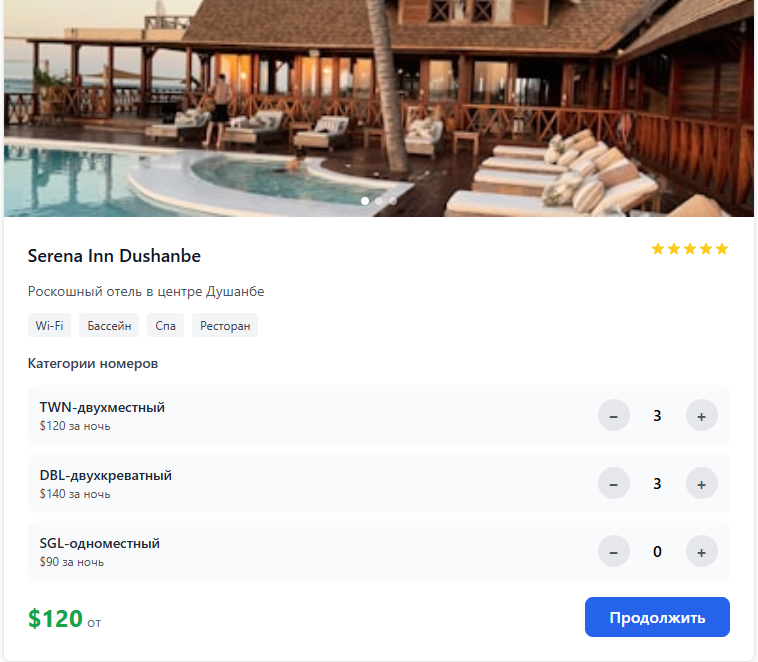 Serena Inn Dushanbe
Роскошный отель в центре Душанбе
Wi-Fi Бассейн Спа Ресторан
Категории номеров
TWN-двухместный
$120 за ночь
− 3 +
DBL-двухкреватный
$140 за ночь
− 3 +
SGL-одноместный
$90 за ночь
− 0 +
$120 от
Продолжить